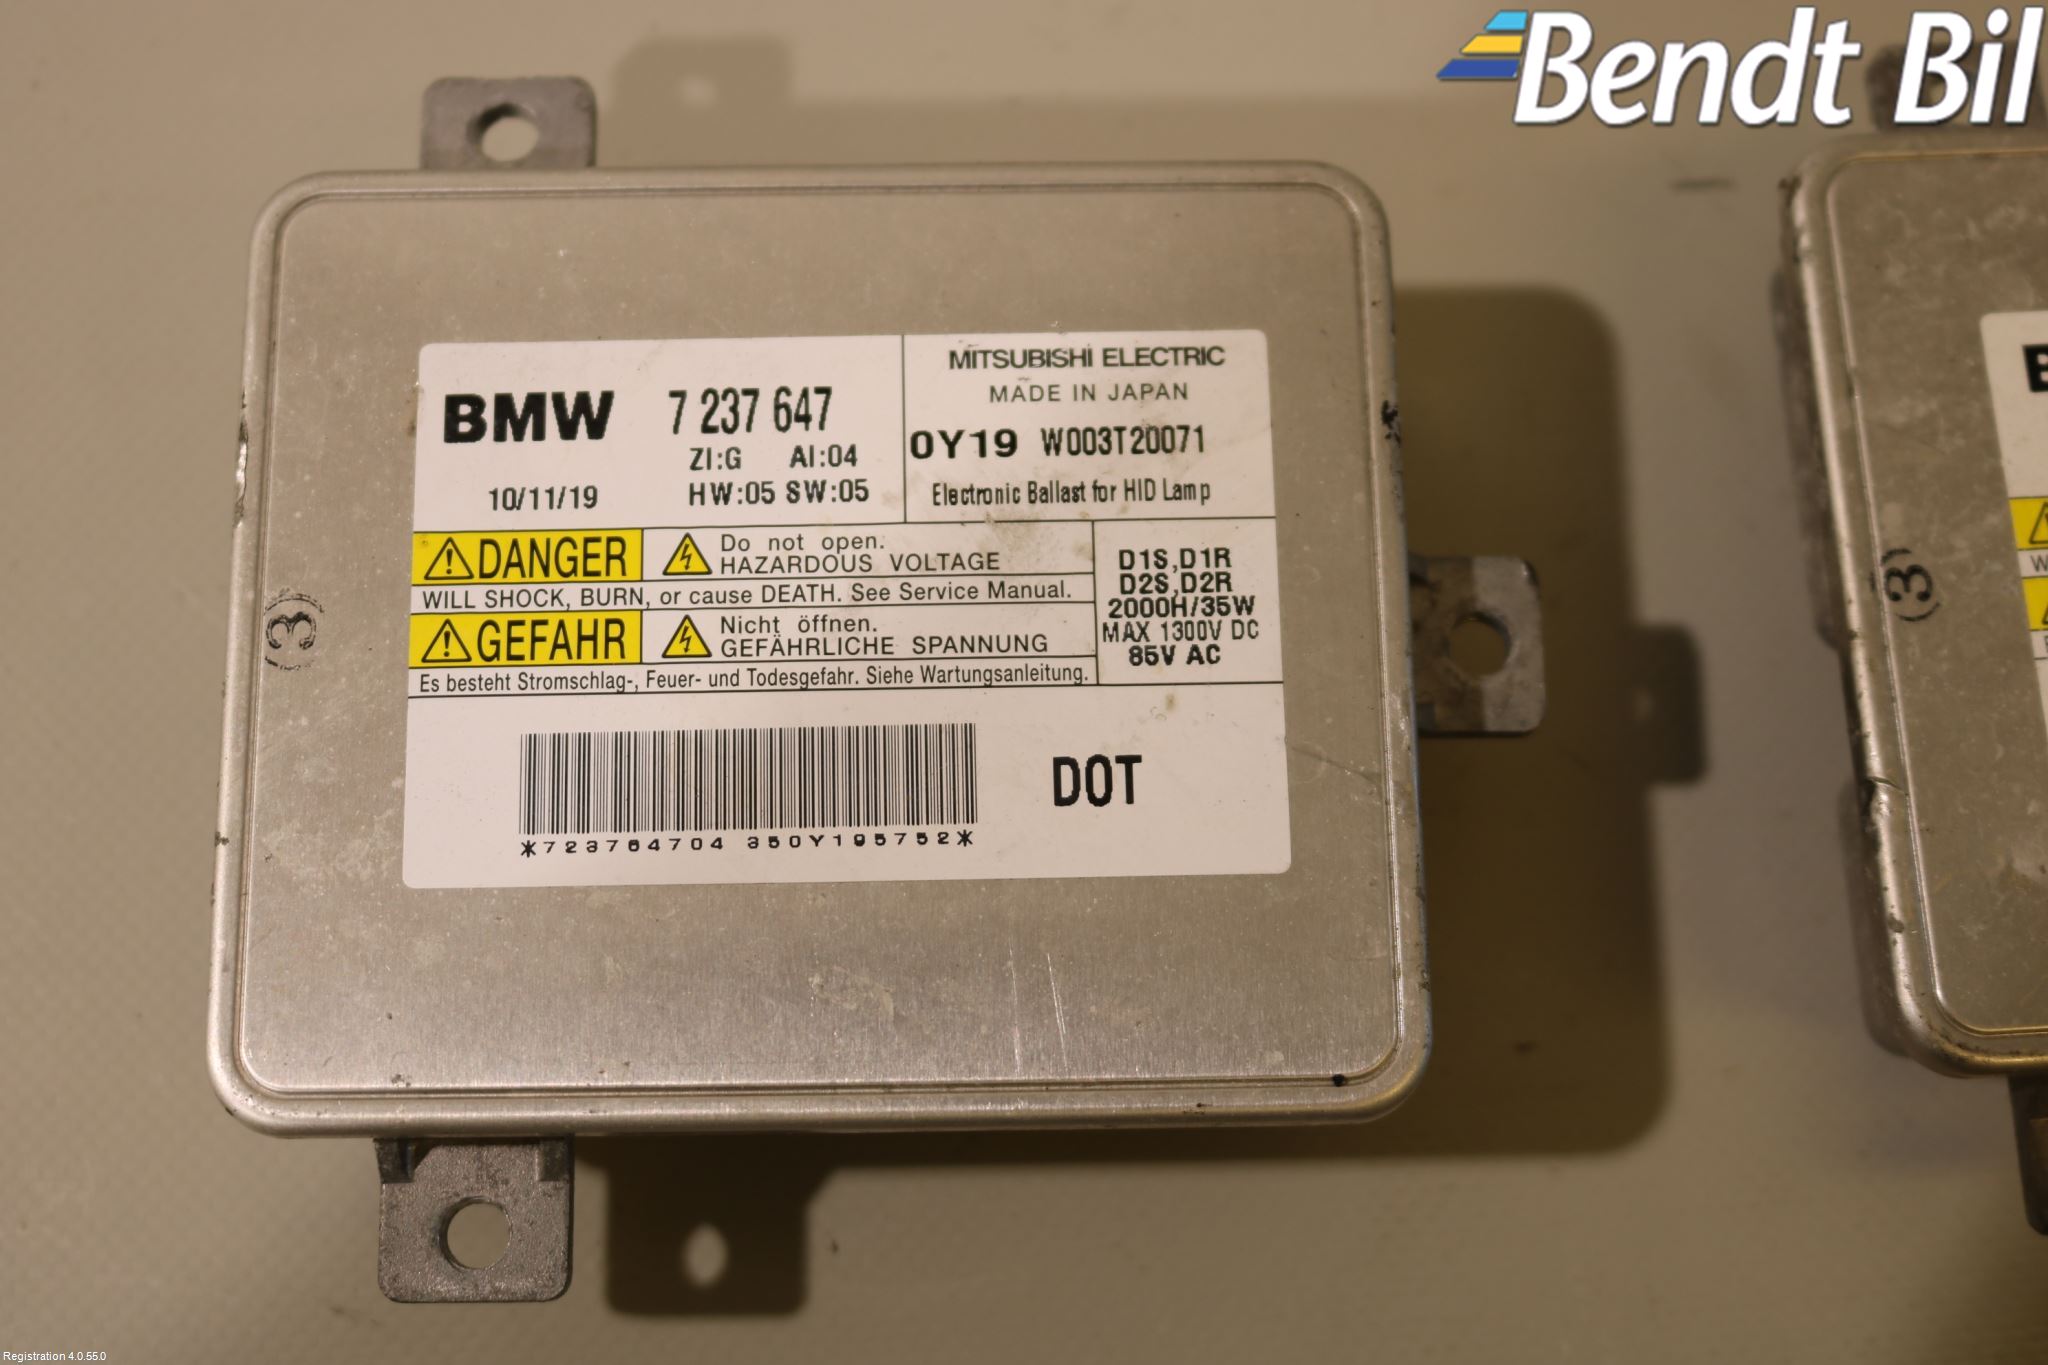 Bendt Bil
BMW 7 237 647
ZI:G AI:04
10/11/19 HW:05 SW:05
MITSUBISHI ELECTRIC
MADE IN JAPAN
0Y19 W003T20071
Electronic Ballast for HID Lamp
DANGER
Do not open.
HAZARDOUS VOLTAGE
WILL SHOCK, BURN, or cause DEATH. See Service Manual.
GEFAHR
Nicht öffnen.
GEFÄHRLICHE SPANNUNG
Es besteht Stromschlag-, Feuer- und Todesgefahr. Siehe Wartungsanleitung.
D1S,D1R
D2S,D2R
2000H/35W
MAX 1300V DC
85V AC
*723764704 350Y195752*
DOT
(3)
(3)
Registration 4.0.55.0